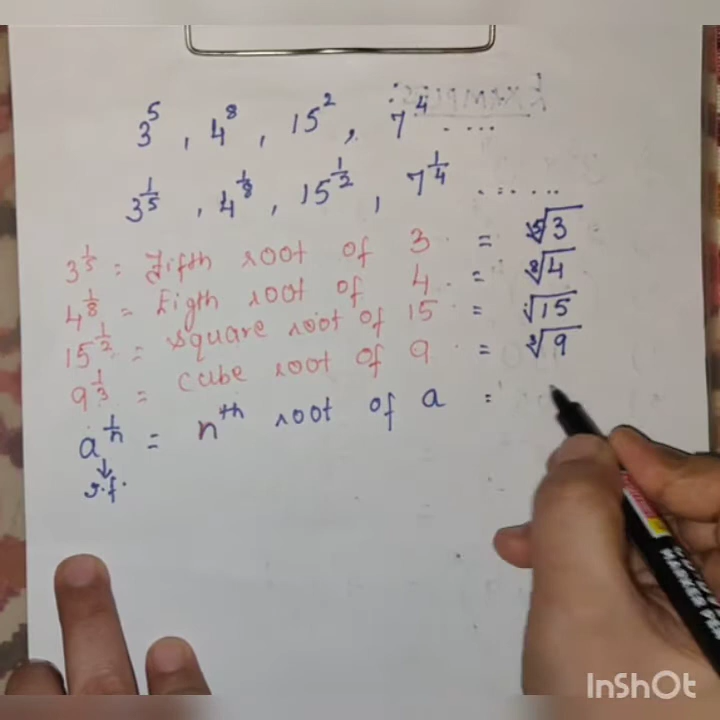 3^5 , 4^8 , 15^2 , 7^4 ....
3^{1/5} , 4^{1/8} , 15^{1/2} , 7^{1/4} ......
3^{1/5} = Fifth root of 3 = ⁵√3
4^{1/8} = Eigth root of 4 = ⁸√4
15^{1/2} = square root of 15 = √15
9^{1/3} = cube root of 9 = ³√9
a^{1/n} = n^{th} root of a =
↓
r.f.
InShOt